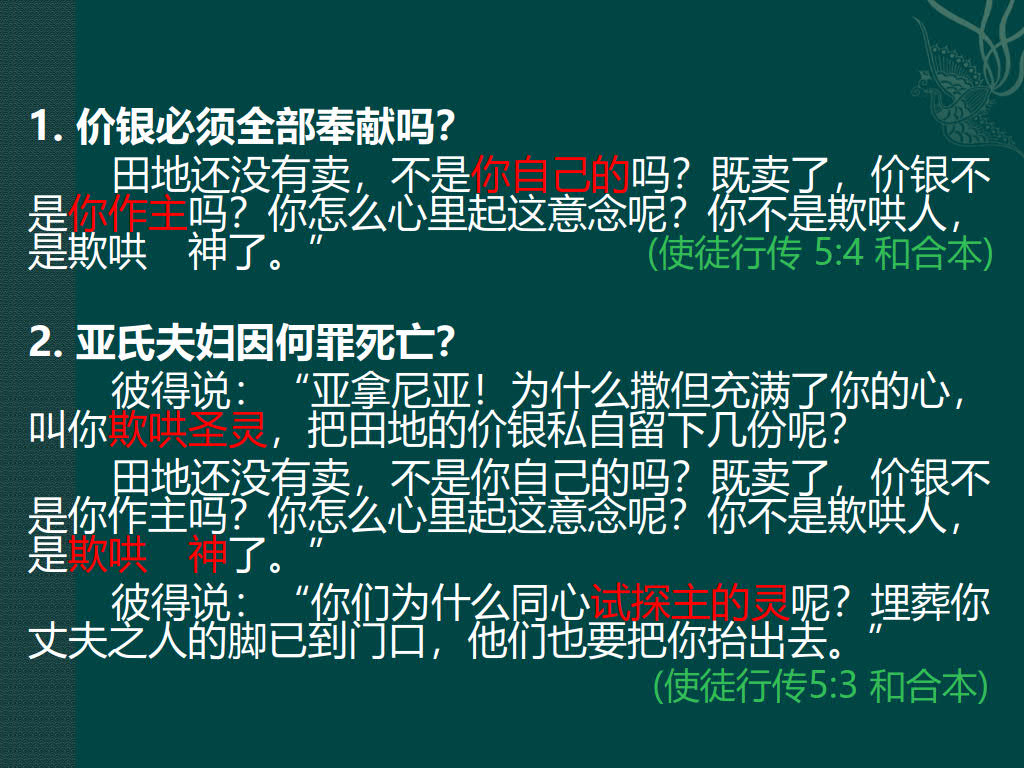 1. 价银必须全部奉献吗？
田地还没有卖，不是你自己的吗？既卖了，价银不
是你作主吗？你怎么心里起这意念呢？你不是欺哄人，
是欺哄　神了。” (使徒行传 5:4 和合本)
2. 亚氏夫妇因何罪死亡？
彼得说：“亚拿尼亚！为什么撒但充满了你的心，
叫你欺哄圣灵，把田地的价银私自留下几份呢？
田地还没有卖，不是你自己的吗？既卖了，价银不
是你作主吗？你怎么心里起这意念呢？你不是欺哄人，
是欺哄　神了。”
彼得说：“你们为什么同心试探主的灵呢？埋葬你
丈夫之人的脚已到门口，他们也要把你抬出去。”
(使徒行传5:3 和合本)